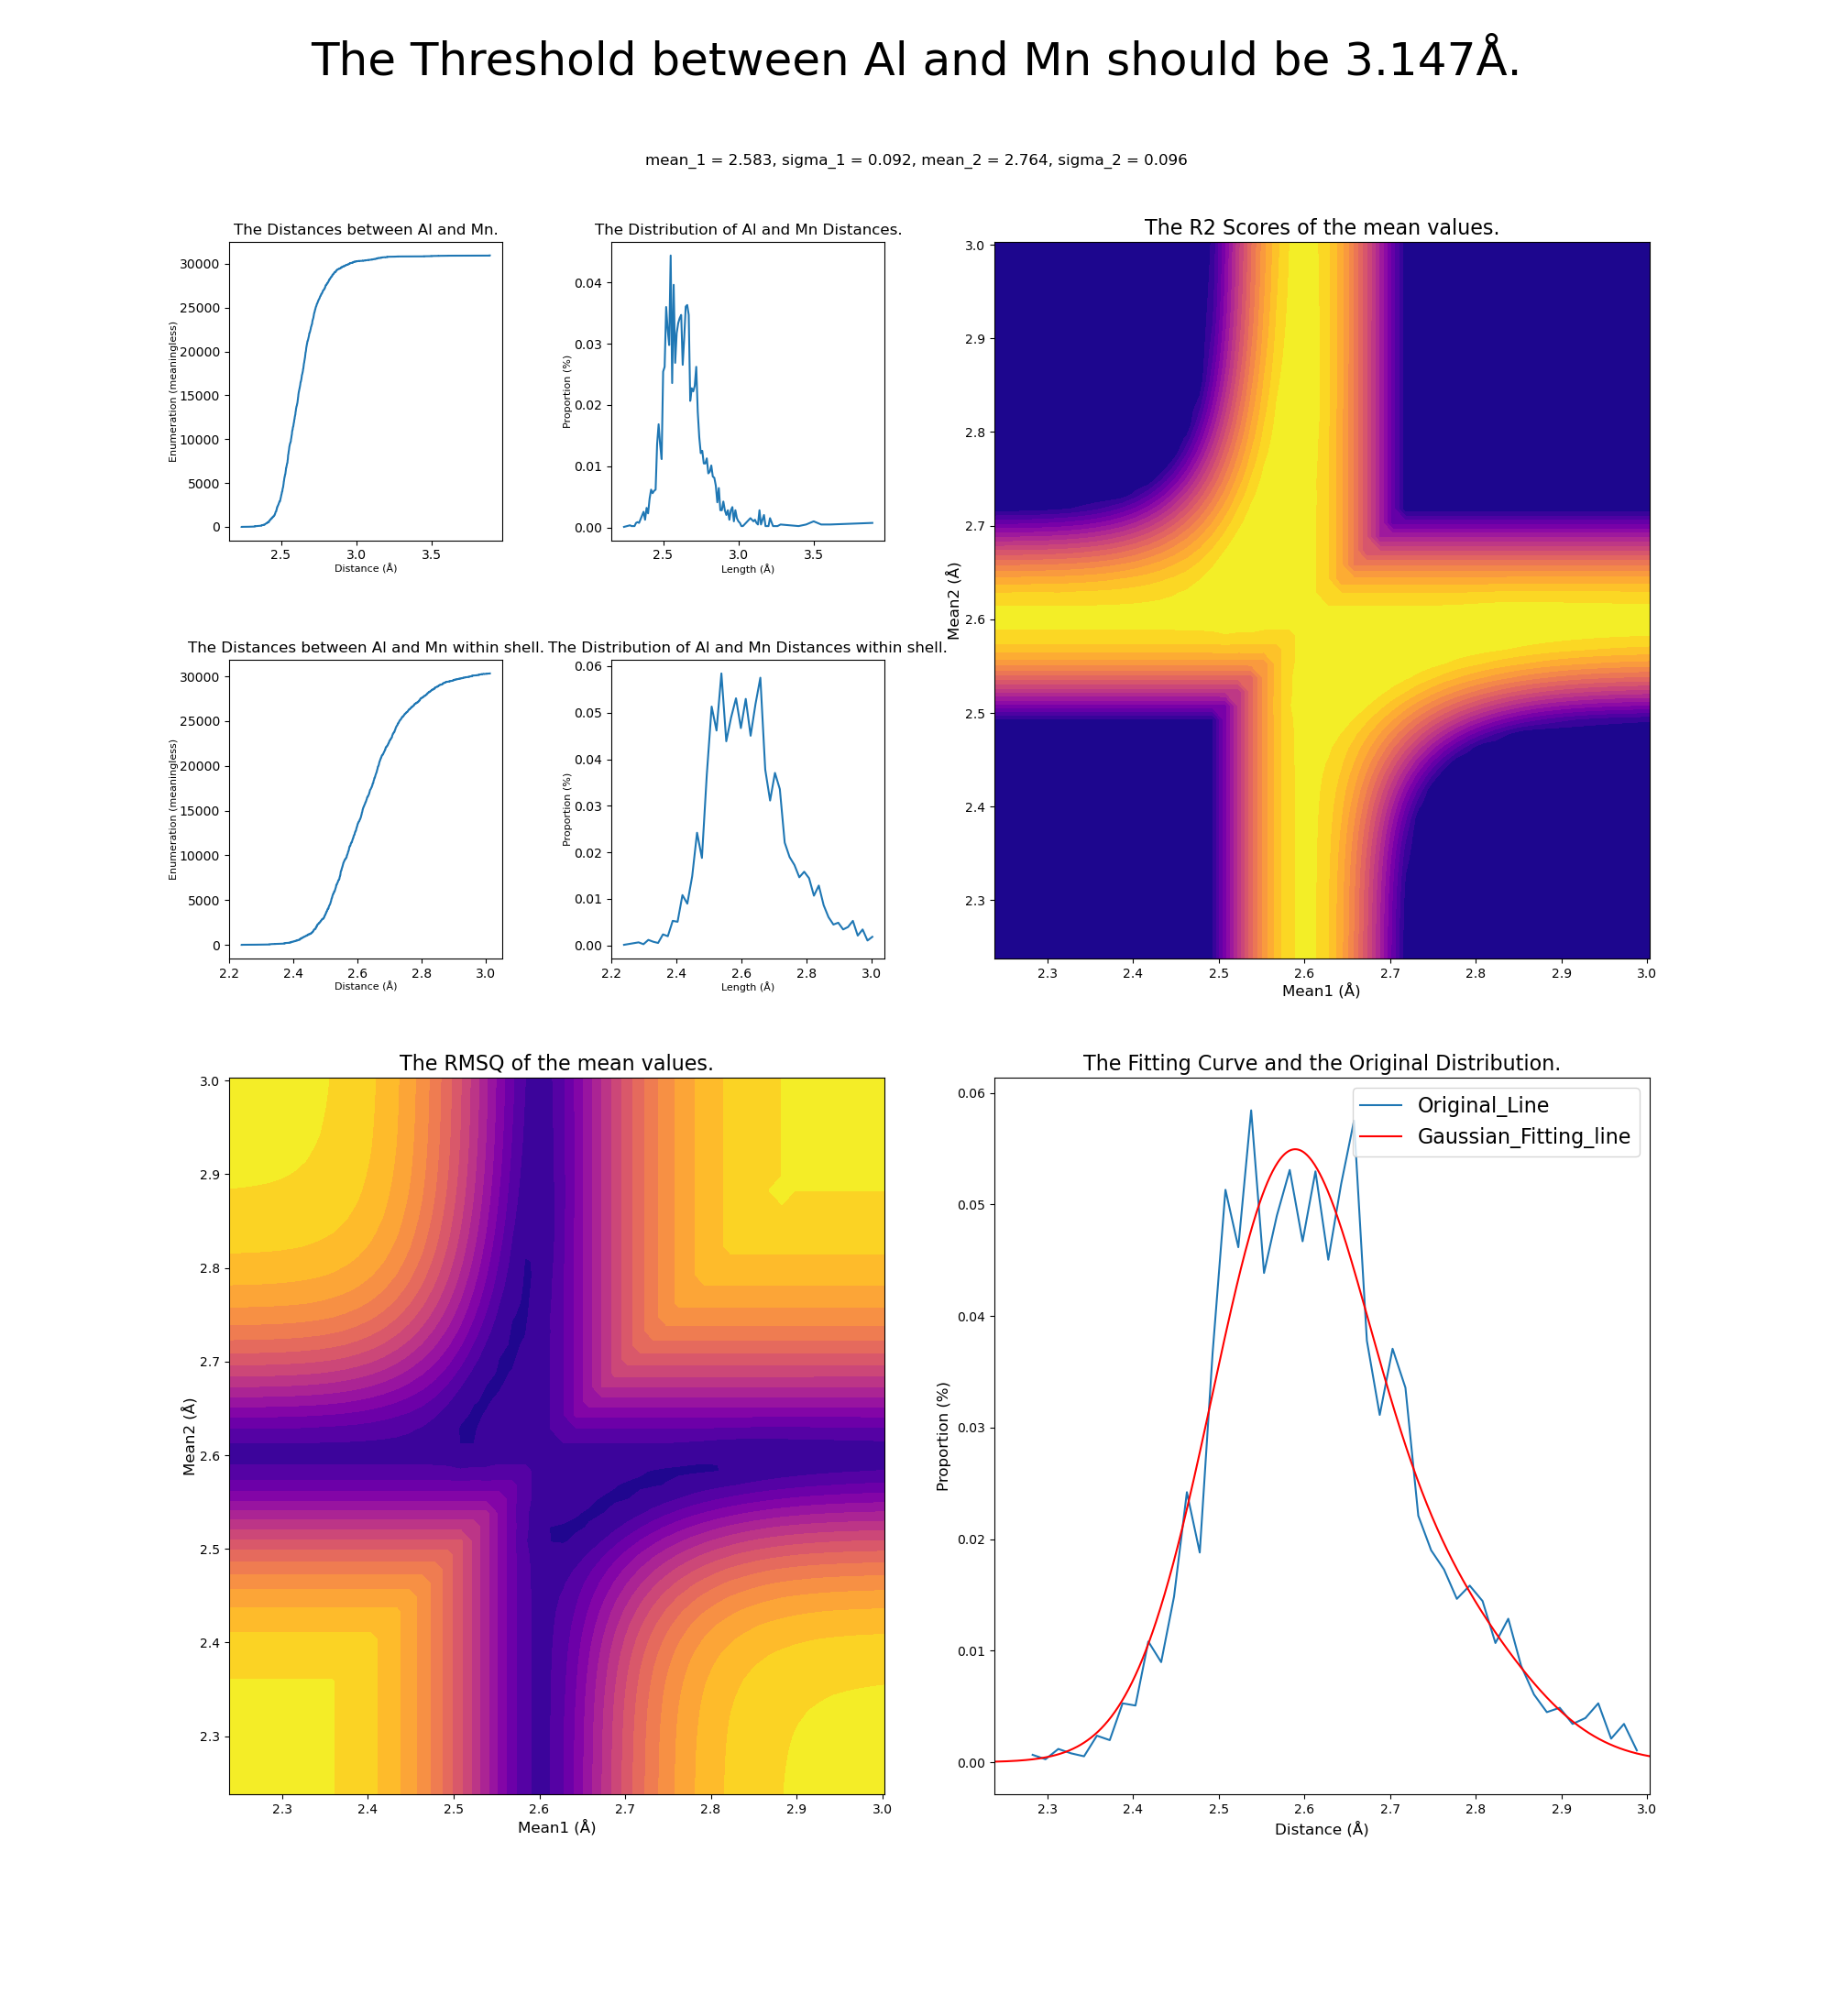 The Threshold between Al and Mn should be 3.147Å.
mean_1 = 2.583, sigma_1 = 0.092, mean_2 = 2.764, sigma_2 = 0.096
The Distances between Al and Mn.
30000
25000
20000
15000
10000
5000
0
Enumeration (meaningless)
2.5 3.0 3.5
Distance (Å)
The Distribution of Al and Mn Distances.
0.04
0.03
0.02
0.01
0.00
Proportion (%)
2.5 3.0 3.5
Length (Å)
The R2 Scores of the mean values.
3.0
2.9
2.8
2.7
2.6
2.5
2.4
2.3
Mean2 (Å)
2.3 2.4 2.5 2.6 2.7 2.8 2.9 3.0
Mean1 (Å)
The Distances between Al and Mn within shell.
30000
25000
20000
15000
10000
5000
0
Enumeration (meaningless)
2.2 2.4 2.6 2.8 3.0
Distance (Å)
The Distribution of Al and Mn Distances within shell.
0.06
0.05
0.04
0.03
0.02
0.01
0.00
Proportion (%)
2.2 2.4 2.6 2.8 3.0
Length (Å)
The RMSQ of the mean values.
3.0
2.9
2.8
2.7
2.6
2.5
2.4
2.3
Mean2 (Å)
2.3 2.4 2.5 2.6 2.7 2.8 2.9 3.0
Mean1 (Å)
The Fitting Curve and the Original Distribution.
Original_Line
Gaussian_Fitting_line
0.06
0.05
0.04
0.03
0.02
0.01
0.00
Proportion (%)
2.3 2.4 2.5 2.6 2.7 2.8 2.9 3.0
Distance (Å)